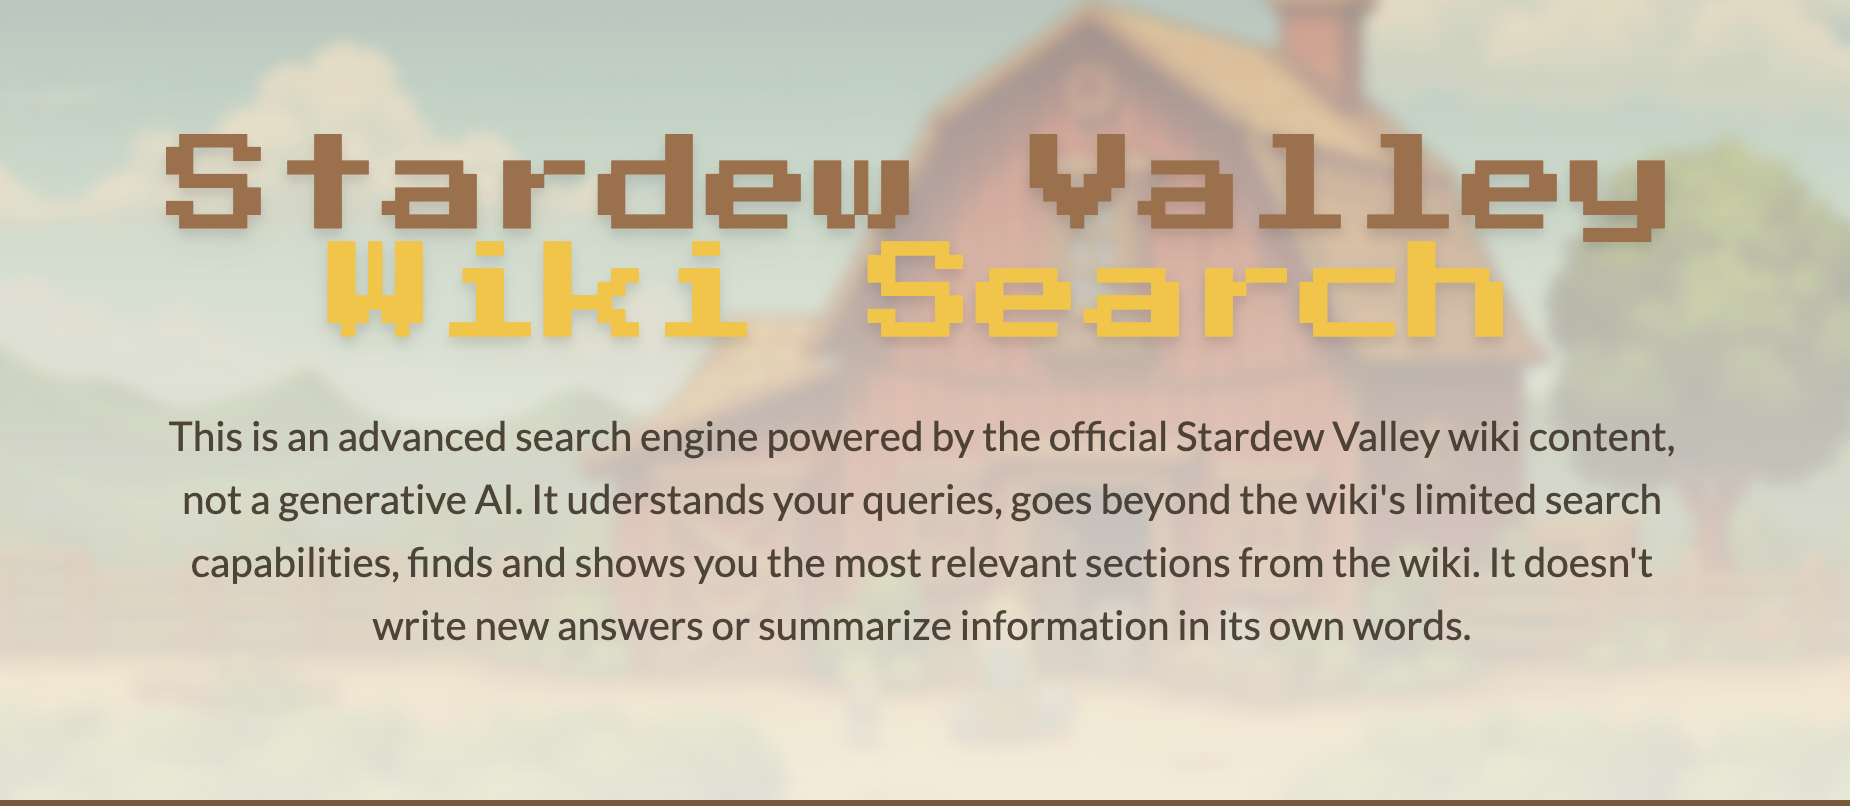 Stardew Valley
Wiki Search
This is an advanced search engine powered by the official Stardew Valley wiki content,
not a generative AI. It uderstands your queries, goes beyond the wiki's limited search
capabilities, finds and shows you the most relevant sections from the wiki. It doesn't
write new answers or summarize information in its own words.